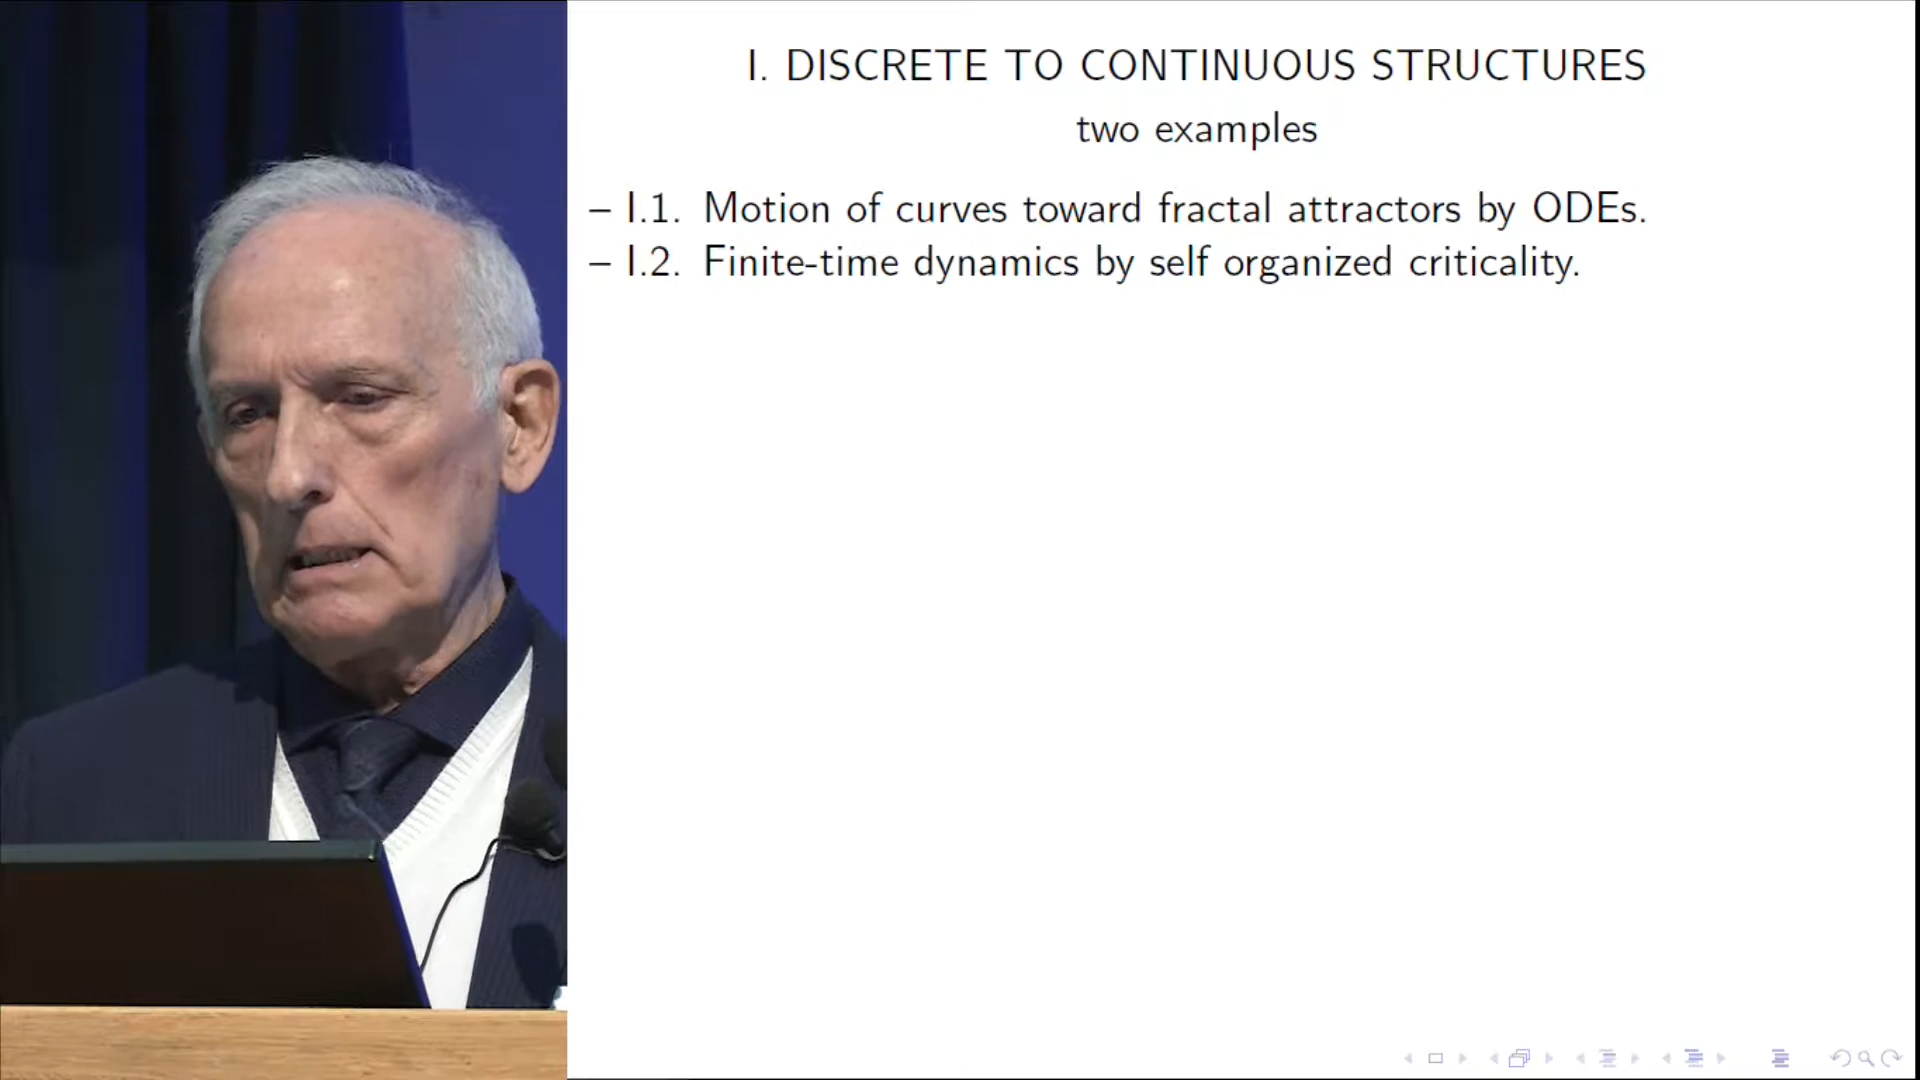 I. DISCRETE TO CONTINUOUS STRUCTURES
two examples
– I.1. Motion of curves toward fractal attractors by ODEs.
– I.2. Finite-time dynamics by self organized criticality.